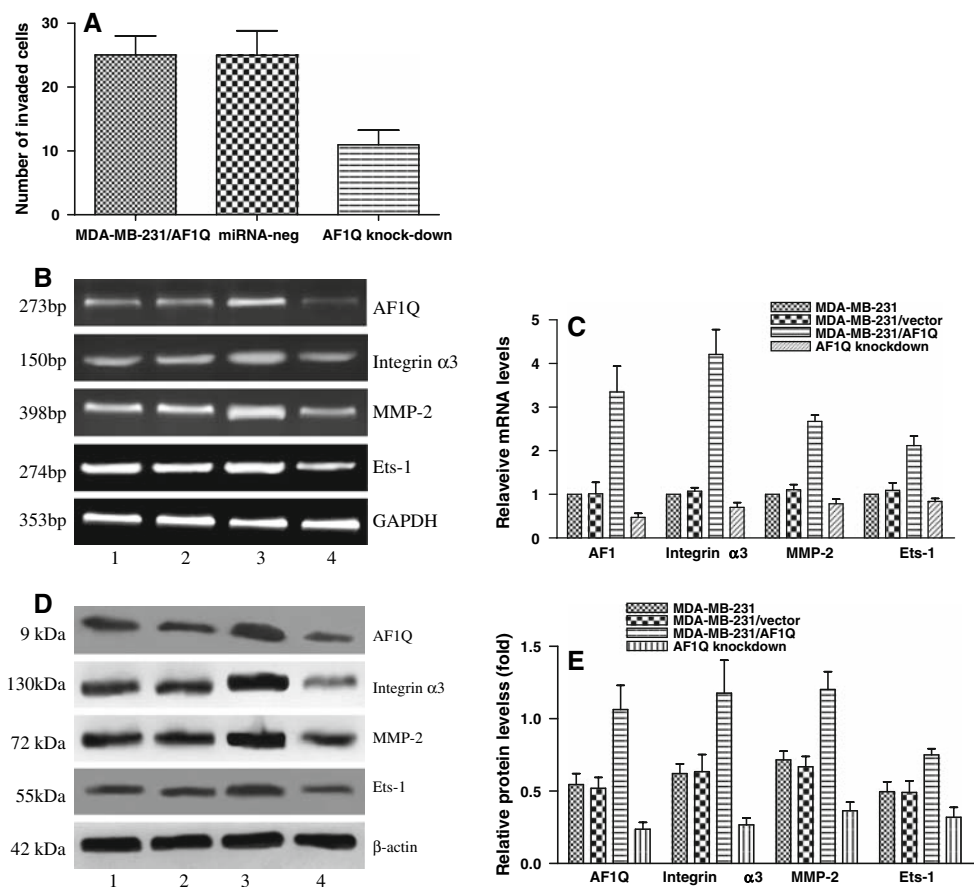 A
Number of invaded cells
30
20
10
0
MDA-MB-231/AF1Q miRNA-neg AF1Q knock-down
B
273bp AF1Q
150bp Integrin α3
398bp MMP-2
274bp Ets-1
353bp GAPDH
1 2 3 4
C
MDA-MB-231
MDA-MB-231/vector
MDA-MB-231/AF1Q
AF1Q knockdown
Relaveive mRNA levels
5
4
3
2
1
0
AF1 Integrin α3 MMP-2 Ets-1
D
9 kDa AF1Q
130kDa Integrin α3
72 kDa MMP-2
55kDa Ets-1
42 kDa β-actin
1 2 3 4
E
MDA-MB-231
MDA-MB-231/vector
MDA-MB-231/AF1Q
AF1Q knockdown
Relative protein levelss (fold)
1.5
1.0
0.5
0.0
AF1Q Integrin α3 MMP-2 Ets-1